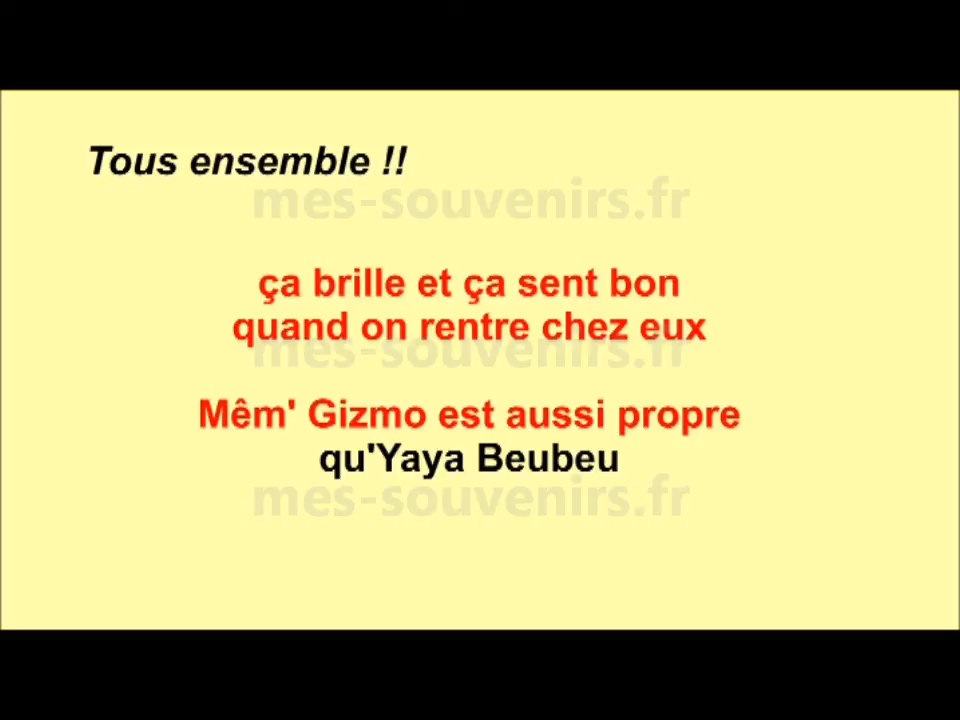 Tous ensemble !!
mes-souvenirs.fr
ça brille et ça sent bon
quand on rentre chez eux
mes-souvenirs.fr
Mêm' Gizmo est aussi propre
qu'Yaya Beubeu
mes-souvenirs.fr